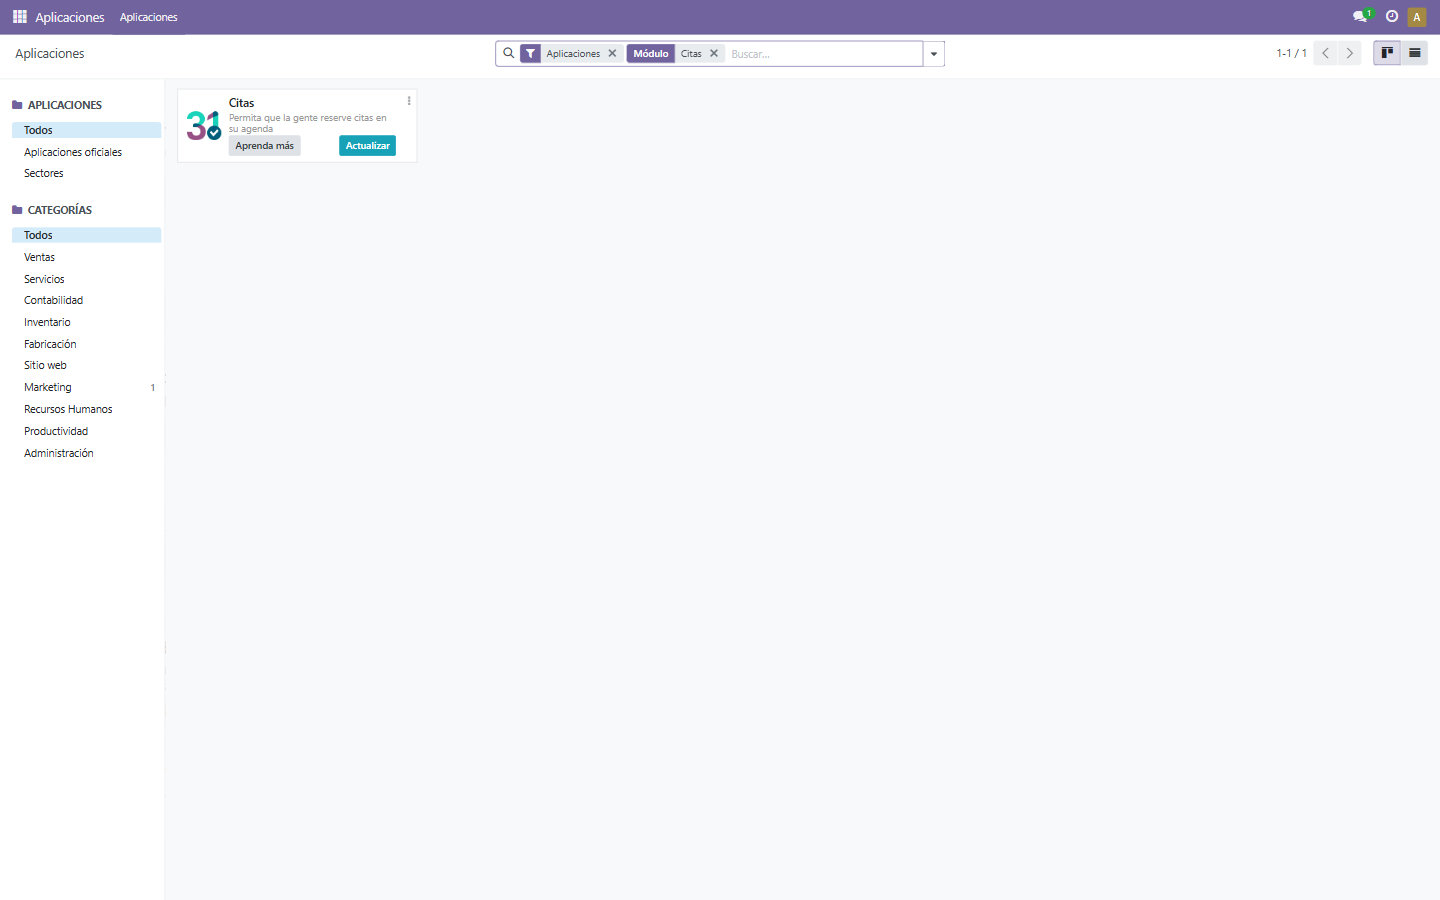 Aplicaciones Aplicaciones 1 A
Aplicaciones Aplicaciones Módulo Citas Buscar... 1-1 / 1
APLICACIONES
Todos
Aplicaciones oficiales
Sectores
CATEGORÍAS
Todos
Ventas
Servicios
Contabilidad
Inventario
Fabricación
Sitio web
Marketing 1
Recursos Humanos
Productividad
Administración
31
Citas
Permita que la gente reserve citas en
su agenda
Aprenda más Actualizar